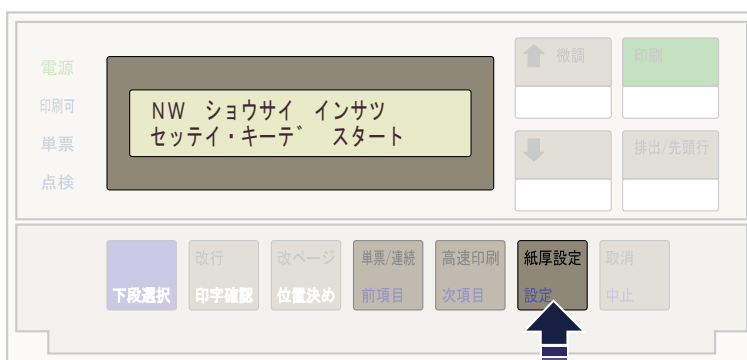 電源
印刷可
単票
点検
NW ショウサイ インサツ
セッテイ・キーデ゛ スタート
微調
印刷
排出/先頭行
下段選択
改行
印字確認
改ページ
位置決め
単票/連続
前項目
高速印刷
次項目
紙厚設定
設定
取消
中止